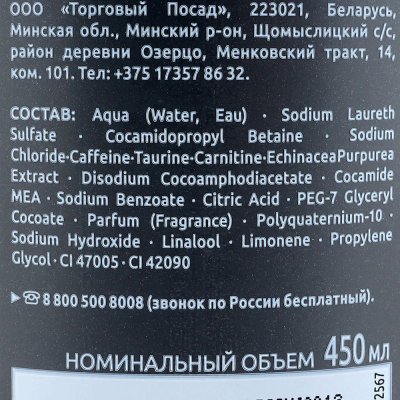 ООО «Торговый Посад», 223021, Беларусь,
Минская обл., Минский р-он, Щомыслицкий с/с,
район деревни Озерцо, Менковский тракт, 14,
ком. 101. Тел: +375 17357 86 32.
СОСТАВ: Aqua (Water, Eau) · Sodium Laureth
Sulfate · Cocamidopropyl Betaine · Sodium
Chloride·Caffeine·Taurine·Carnitine·Echinacea Purpurea
Extract · Disodium Cocoamphodiacetate · Cocamide
MEA · Sodium Benzoate · Citric Acid · PEG-7 Glyceryl
Cocoate · Parfum (Fragrance) · Polyquaternium-10 ·
Sodium Hydroxide · Linalool · Limonene · Propylene
Glycol · CI 47005 · CI 42090
►☏ 8 800 500 8008 (звонок по России бесплатный).
НОМИНАЛЬНЫЙ ОБЪЕМ 450 мл
2567